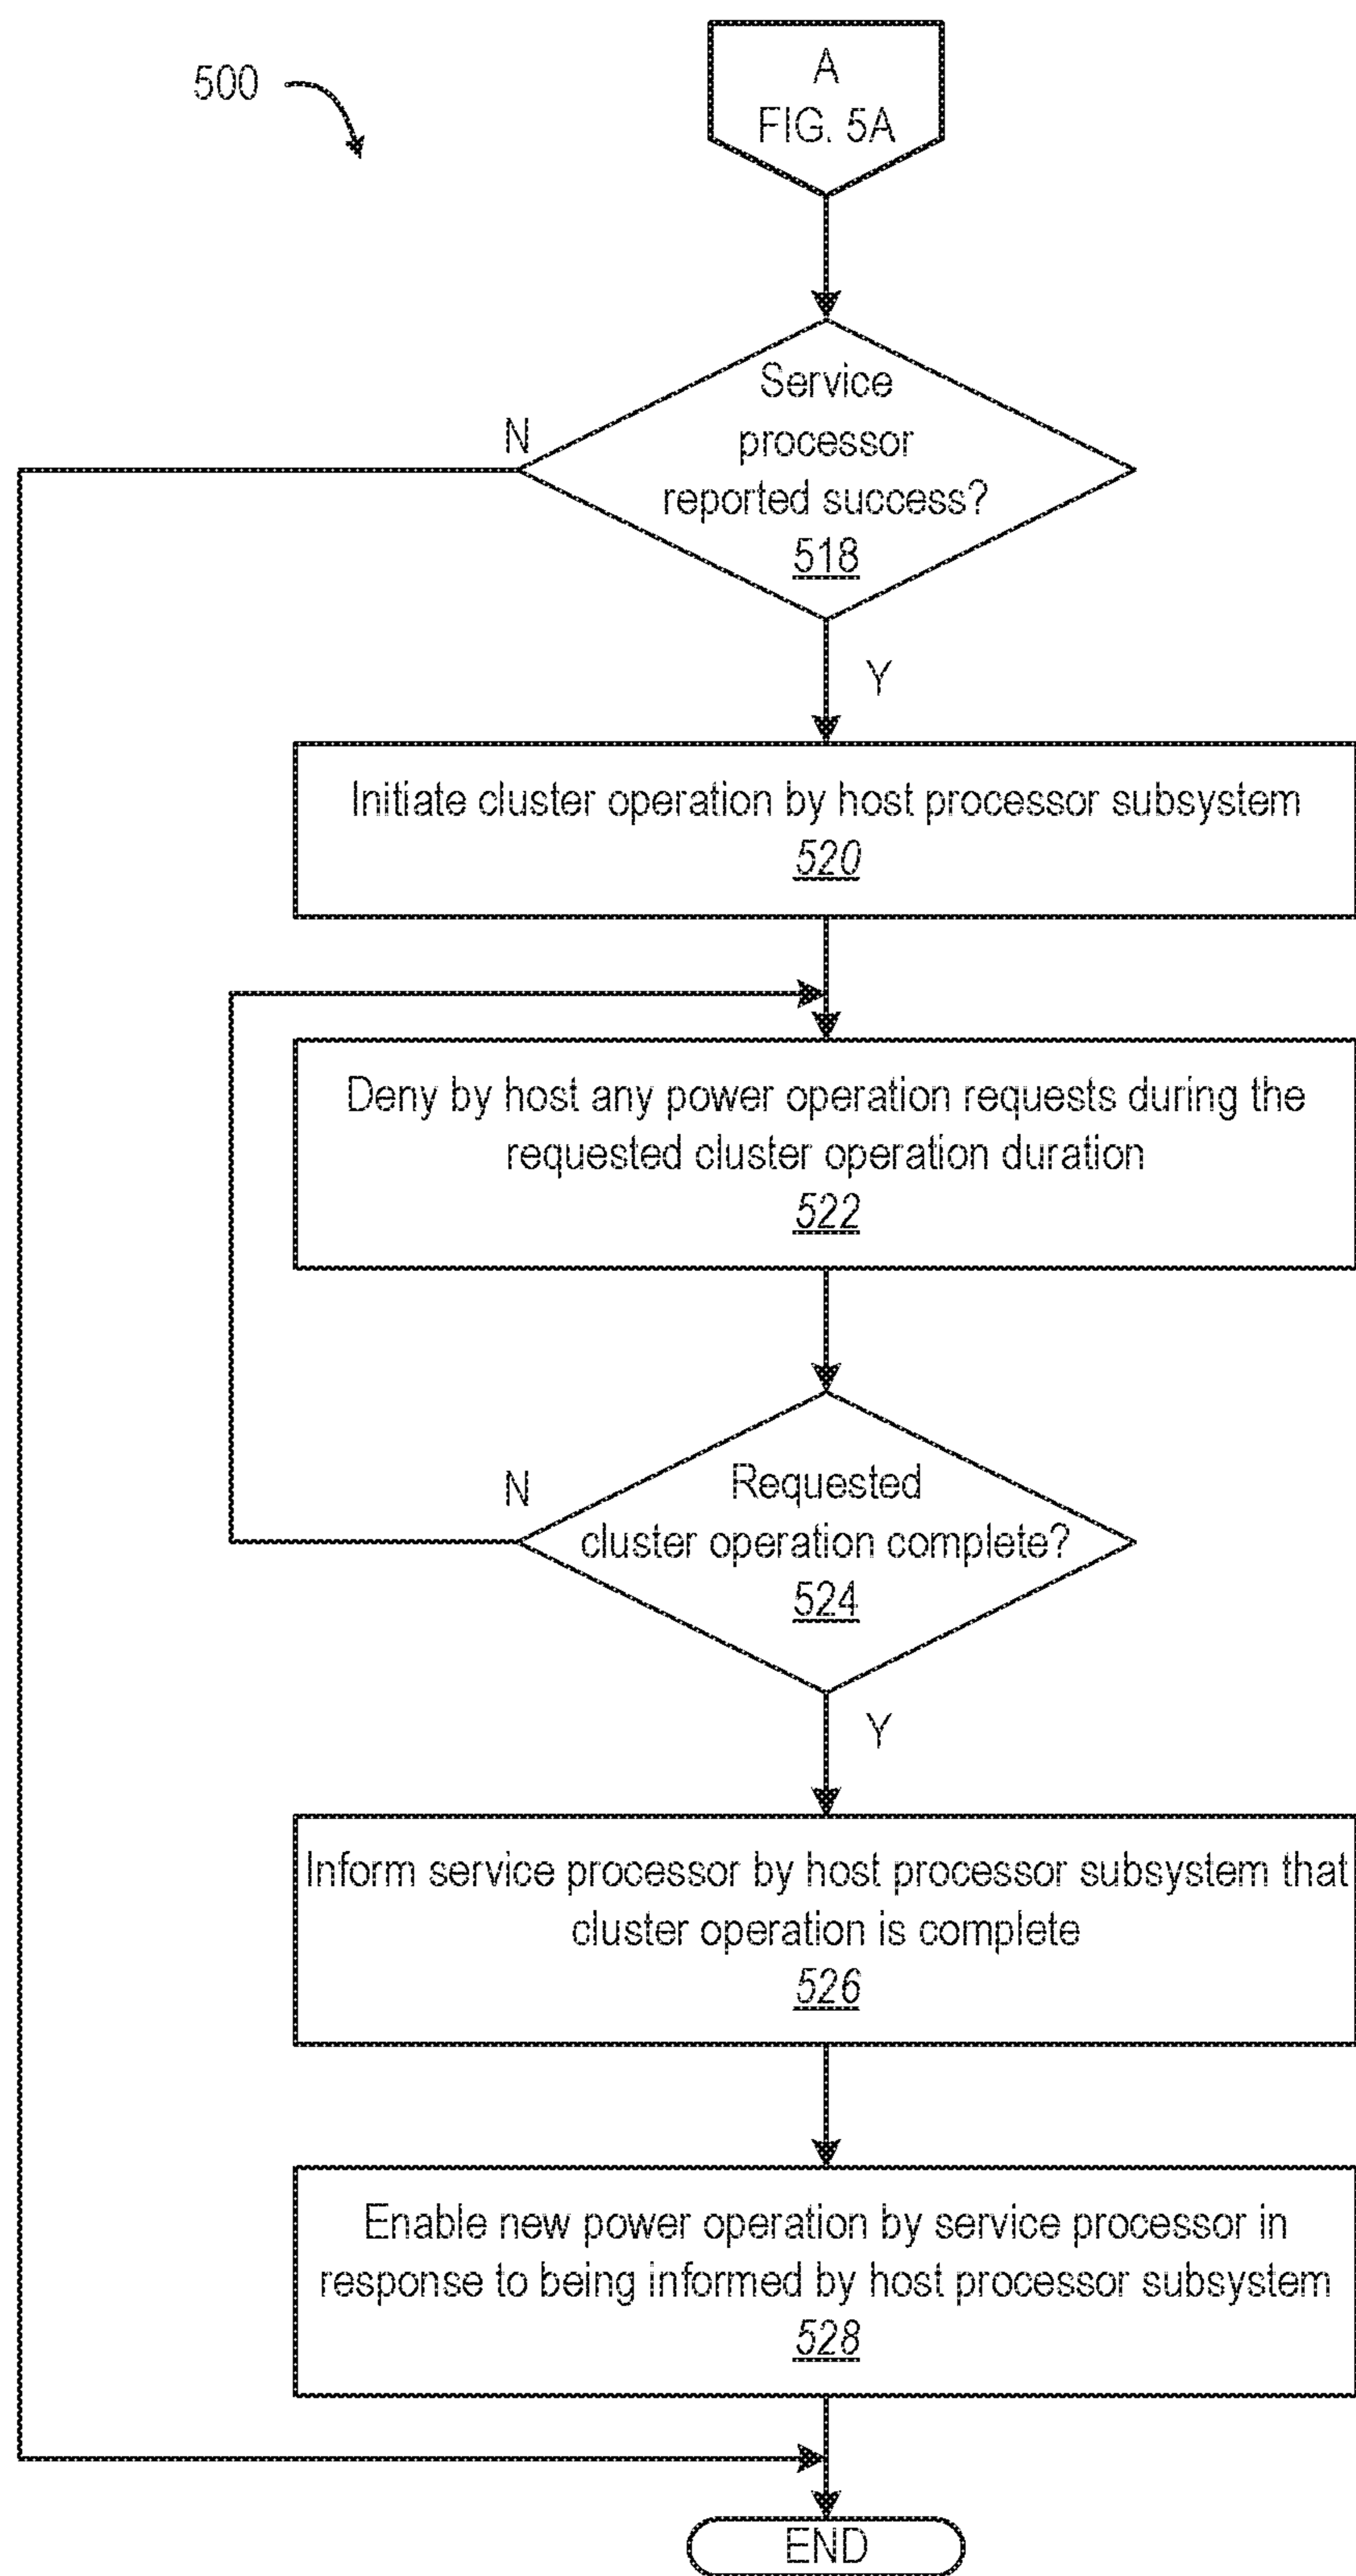 500
A
FIG. 5A
Service
processor
reported success?
518
N
Y
Initiate cluster operation by host processor subsystem
520
Deny by host any power operation requests during the
requested cluster operation duration
522
Requested
cluster operation complete?
524
N
Y
Inform service processor by host processor subsystem that
cluster operation is complete
526
Enable new power operation by service processor in
response to being informed by host processor subsystem
528
END